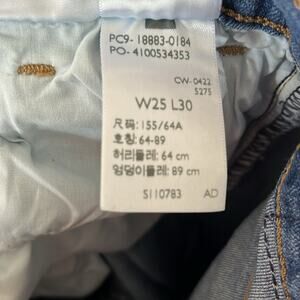 PC9-18883-0184
PO-4100534353
CW-0422
5275
W25 L30
尺码: 155/64A
호칭: 64-89
허리둘레: 64 cm
엉덩이둘레: 89 cm
S110783 AD